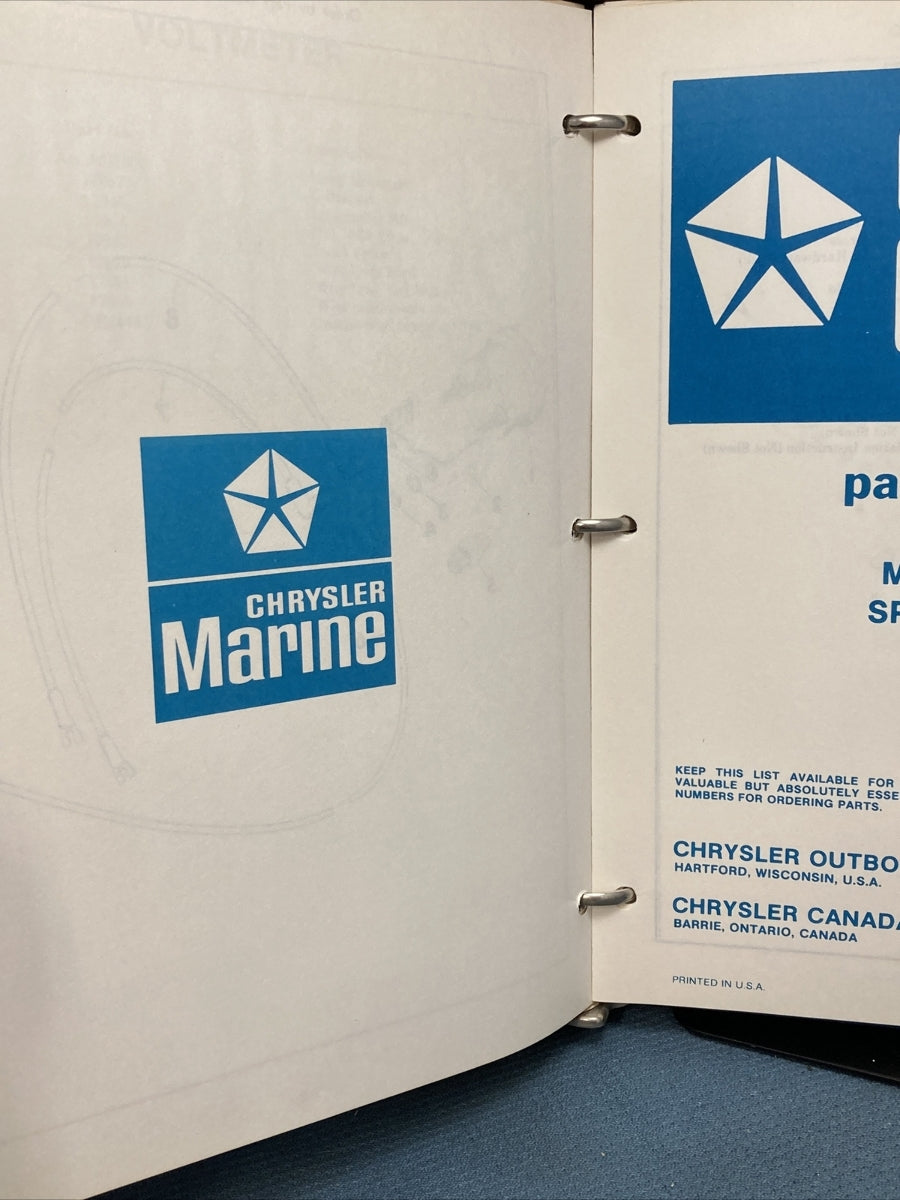 CHRYSLER
Marine
pa
M
SP
KEEP THIS LIST AVAILABLE FOR
VALUABLE BUT ABSOLUTELY ESSE
NUMBERS FOR ORDERING PARTS.
CHRYSLER OUTBO
HARTFORD, WISCONSIN, U.S.A.
CHRYSLER CANADA
BARRIE, ONTARIO, CANADA
PRINTED IN U.S.A.